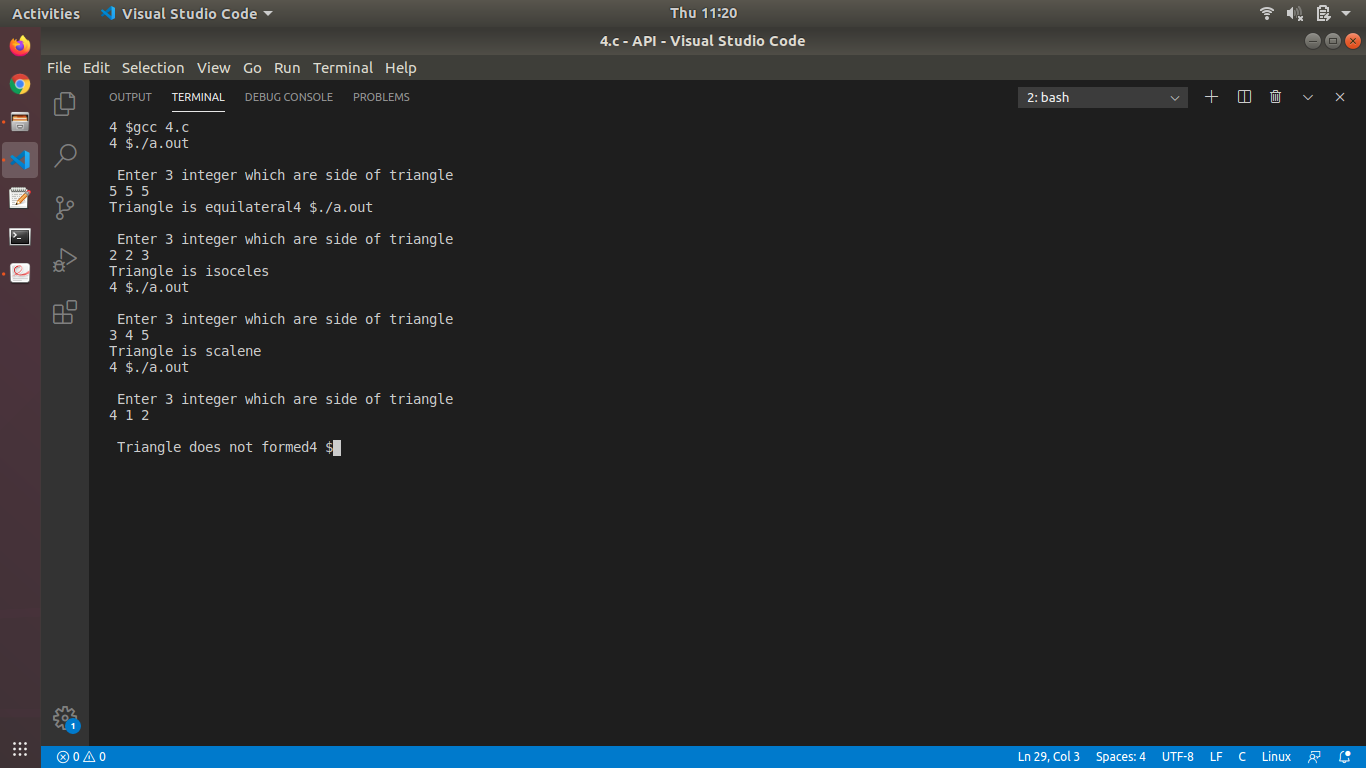 Activities Visual Studio Code Thu 11:20
4.c - API - Visual Studio Code
File Edit Selection View Go Run Terminal Help
OUTPUT TERMINAL DEBUG CONSOLE PROBLEMS 2: bash
4 $gcc 4.c
4 $./a.out
Enter 3 integer which are side of triangle
5 5 5
Triangle is equilateral4 $./a.out
Enter 3 integer which are side of triangle
2 2 3
Triangle is isoceles
4 $./a.out
Enter 3 integer which are side of triangle
3 4 5
Triangle is scalene
4 $./a.out
Enter 3 integer which are side of triangle
4 1 2
Triangle does not formed4 $
1
0 0 Ln 29, Col 3 Spaces: 4 UTF-8 LF C Linux